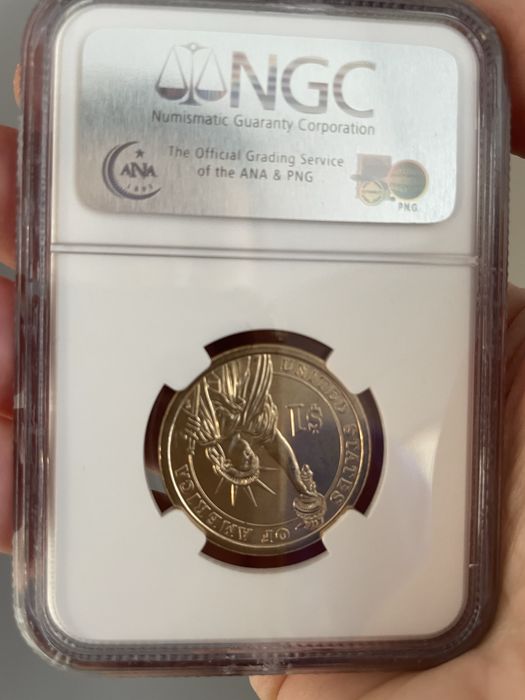 NGC
Numismatic Guaranty Corporation
The Official Grading Service
of the ANA & PNG
ANA
1891
PNG
UNITED STATES OF AMERICA
$1